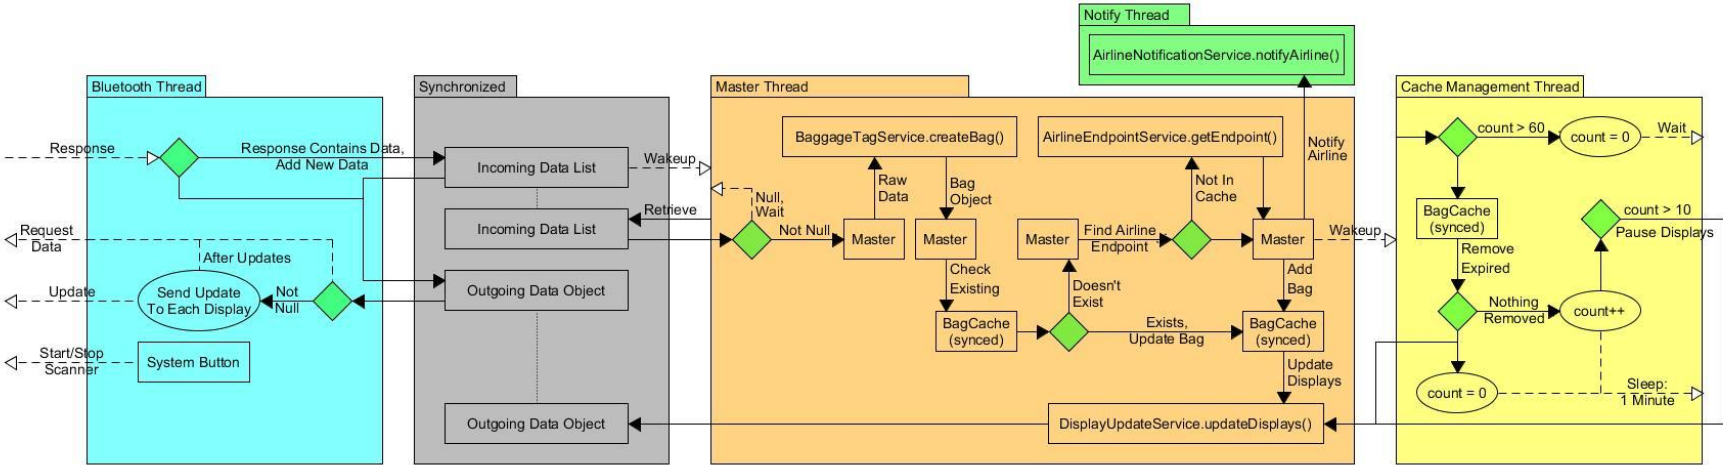 Notify Thread
AirlineNotificationService.notifyAirline()
Bluetooth Thread
Response
Response Contains Data,
Add New Data
Request
Data
After Updates
Update
Send Update
To Each Display
Not
Null
Start/Stop
Scanner
System Button
Synchronized
Incoming Data List
Wakeup
Incoming Data List
Retrieve
Outgoing Data Object
Outgoing Data Object
Master Thread
BaggageTagService.createBag()
AirlineEndpointService.getEndpoint()
Notify
Airline
Null,
Wait
Raw
Data
Bag
Object
Not In
Cache
Not Null
Master
Master
Master
Find Airline
Endpoint
Master
Wakeup
Check
Existing
Doesn't
Exist
Add
Bag
BagCache
(synced)
Exists,
Update Bag
BagCache
(synced)
Update
Displays
DisplayUpdateService.updateDisplays()
Cache Management Thread
count > 60
count = 0
Wait
BagCache
(synced)
count > 10
Pause Displays
Remove
Expired
Nothing
Removed
count++
count = 0
Sleep:
1 Minute